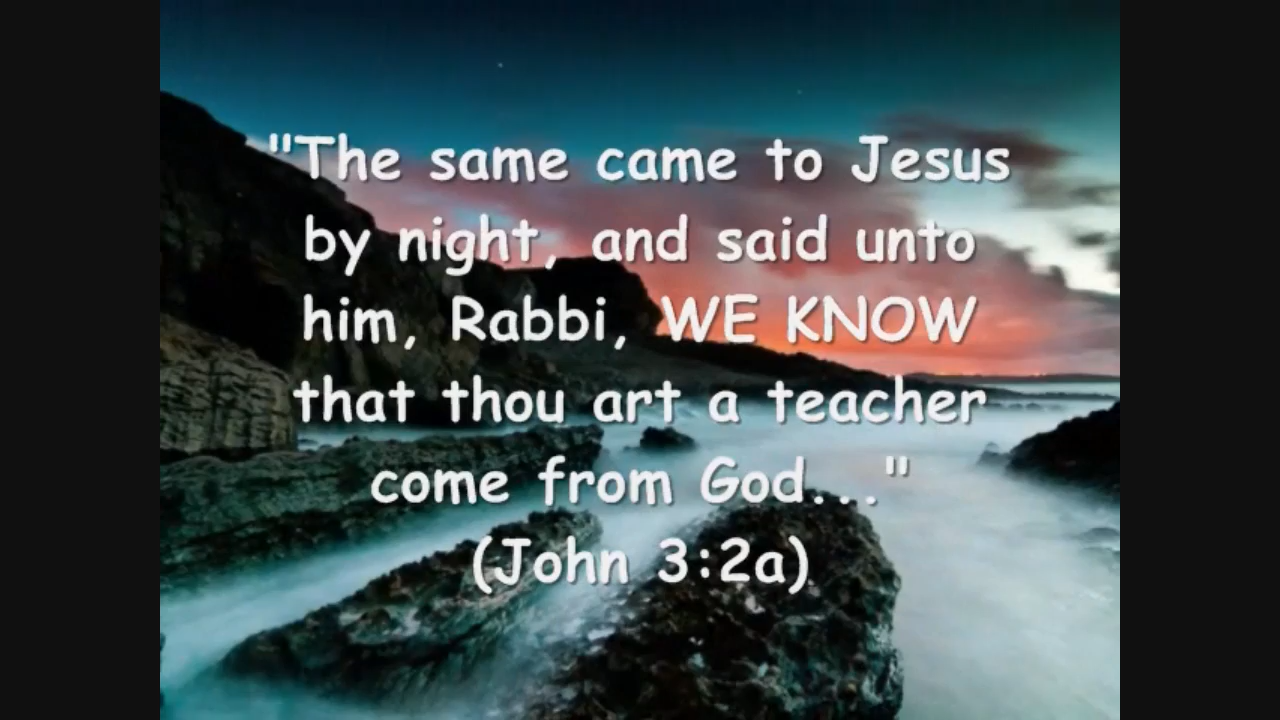 "The same came to Jesus
by night, and said unto
him, Rabbi, WE KNOW
that thou art a teacher
come from God..."
(John 3:2a)